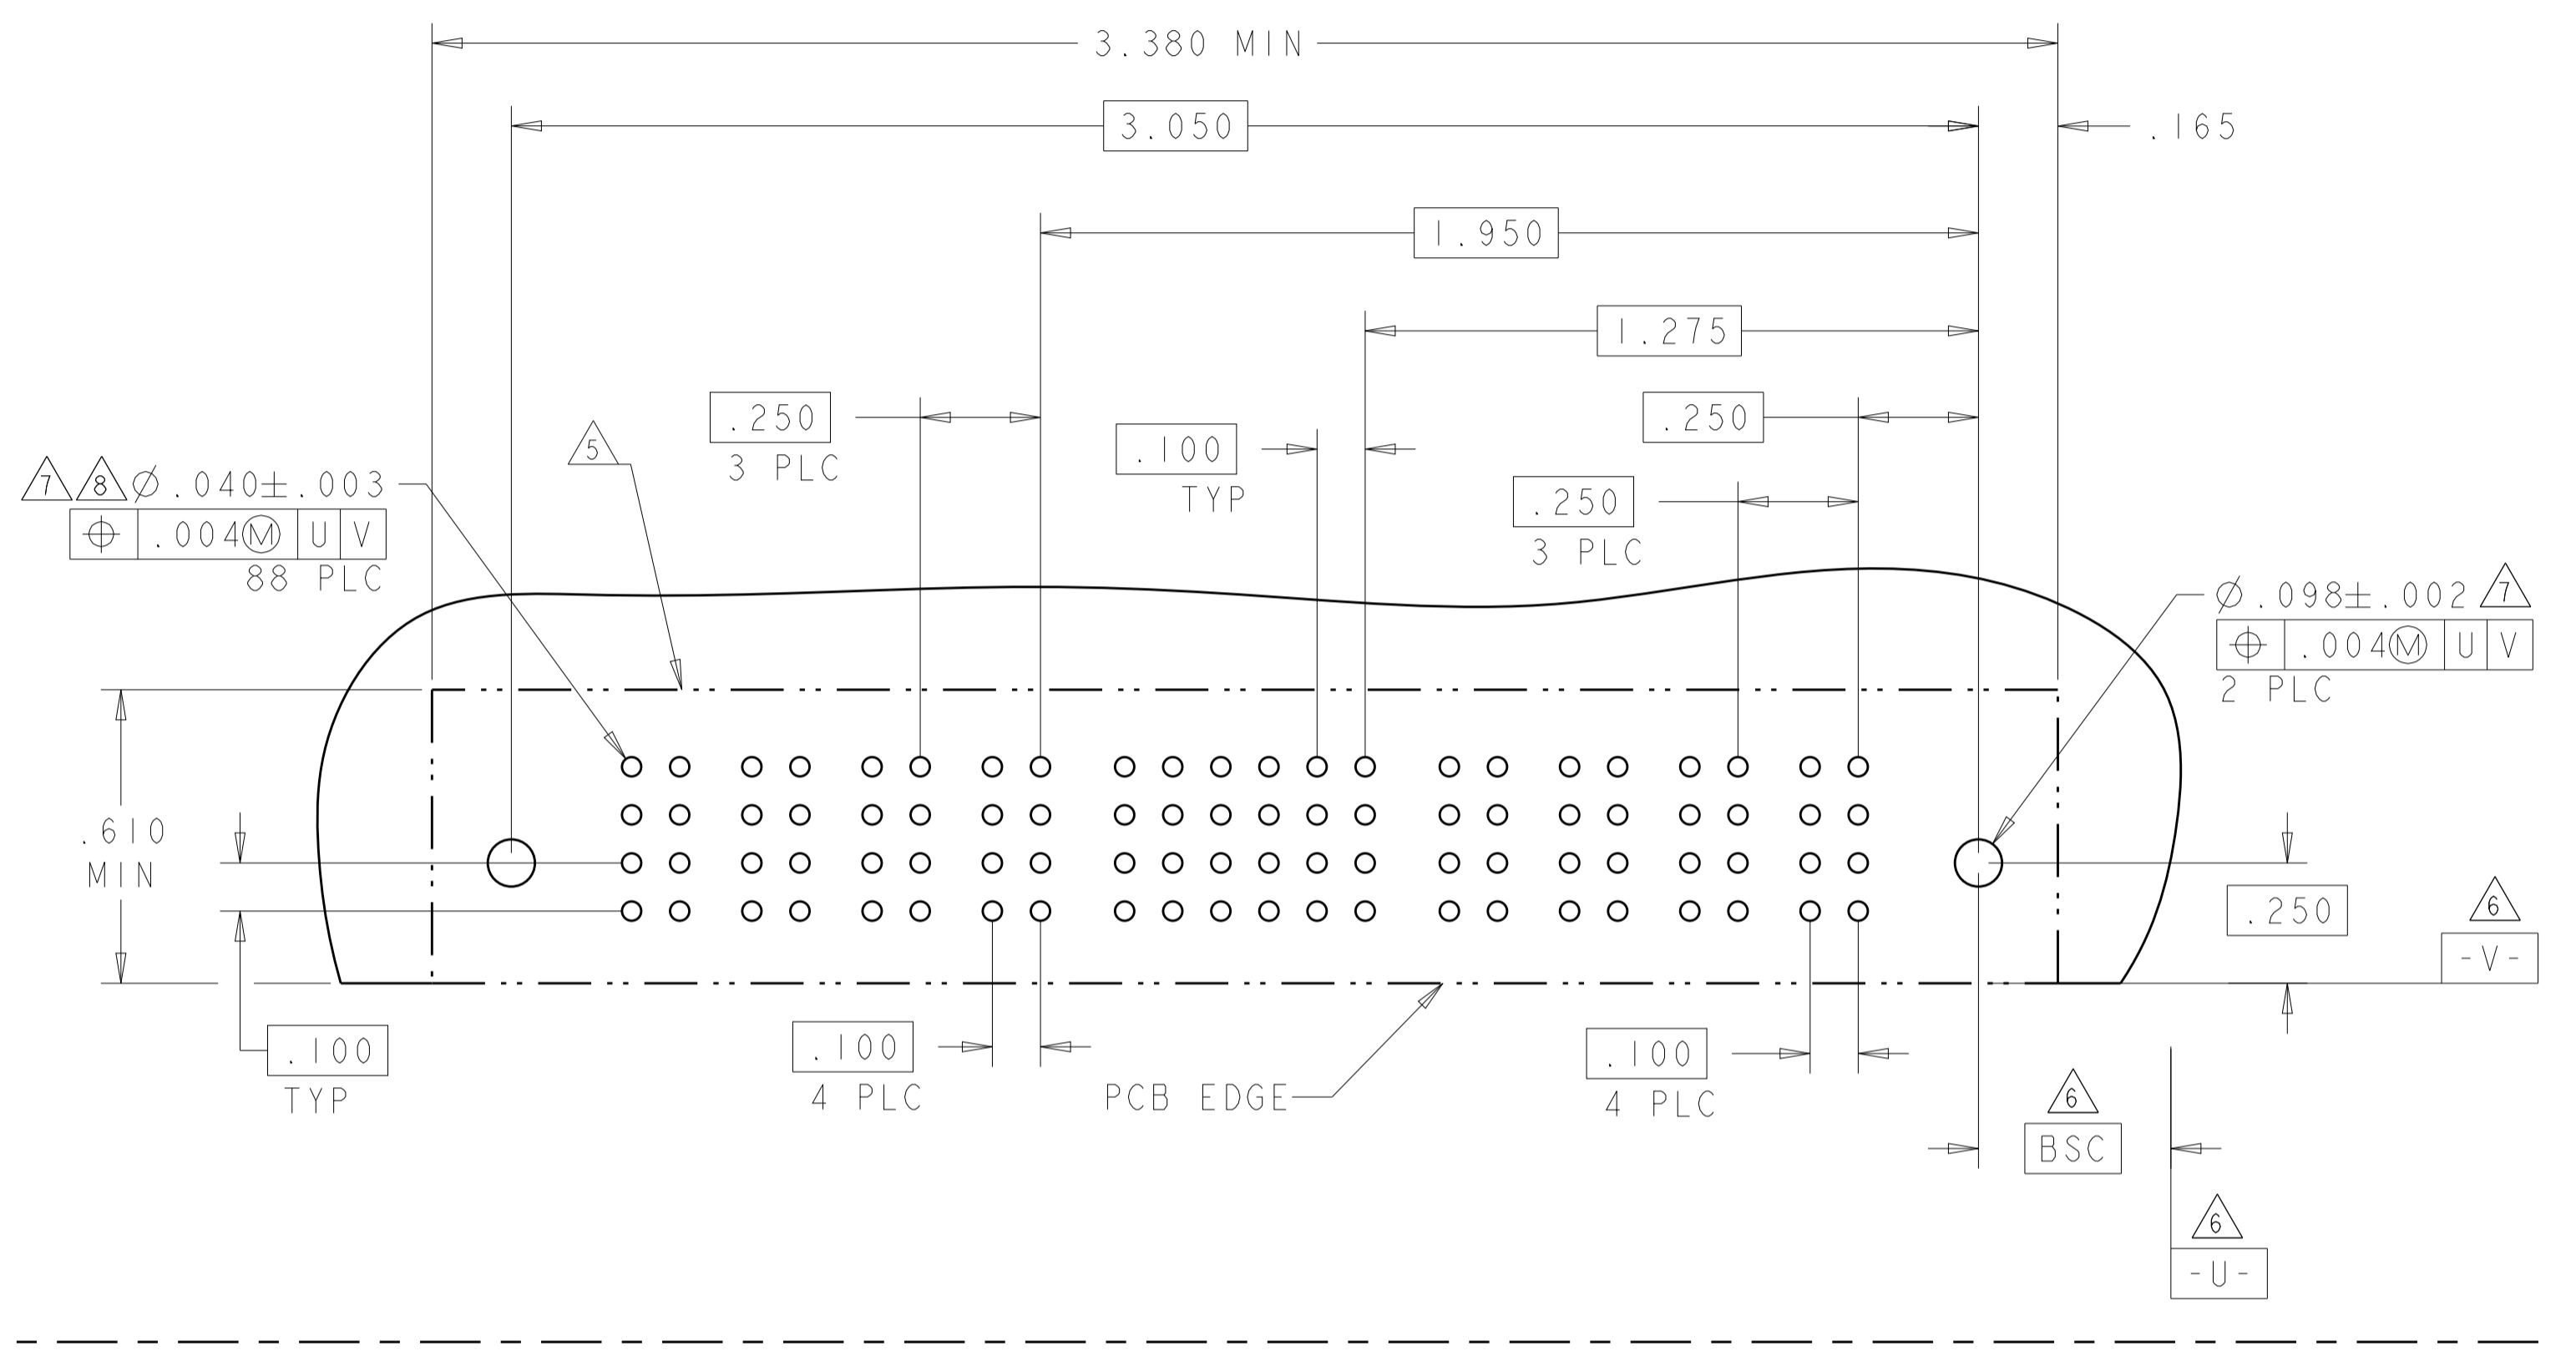 3.380 MIN
3.050
.165
1.950
1.275
.250
3 PLC
.100
TYP
.250
.250
3 PLC
5
7 8 ⌀.040±.003
⌖ .004Ⓜ U V
88 PLC
⌀.098±.002 7
⌖ .004Ⓜ U V
2 PLC
.610
MIN
.250
6
-V-
.100
TYP
.100
4 PLC
PCB EDGE
.100
4 PLC
6
BSC
6
-U-